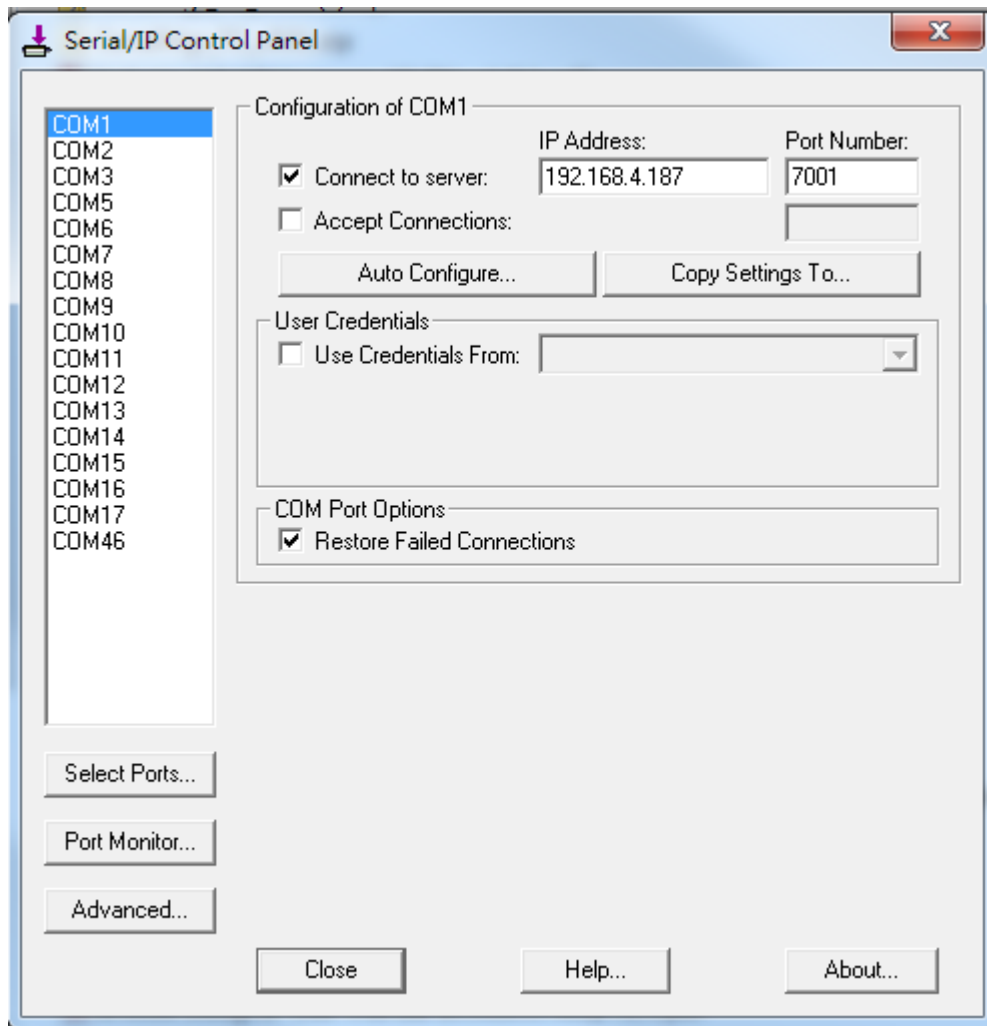 Serial/IP Control Panel
COM1
COM2
COM3
COM5
COM6
COM7
COM8
COM9
COM10
COM11
COM12
COM13
COM14
COM15
COM16
COM17
COM46
Select Ports...
Port Monitor...
Advanced...
Configuration of COM1
IP Address: Port Number:
Connect to server: 192.168.4.187 7001
Accept Connections:
Auto Configure... Copy Settings To...
User Credentials
Use Credentials From:
COM Port Options
Restore Failed Connections
Close Help... About...